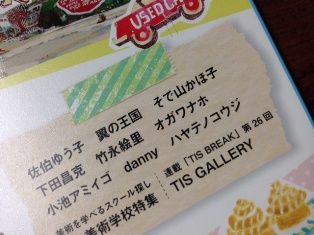 USED CAR
佐伯ゆう子　翼の王国　そで山かほ子
下田昌克　竹永絵里　オガワナホ
小池アミイゴ　danny　ハヤテノコウジ
美術を学べるスクール探し
美術学校特集
連載「TIS BREAK」第26回
TIS GALLERY